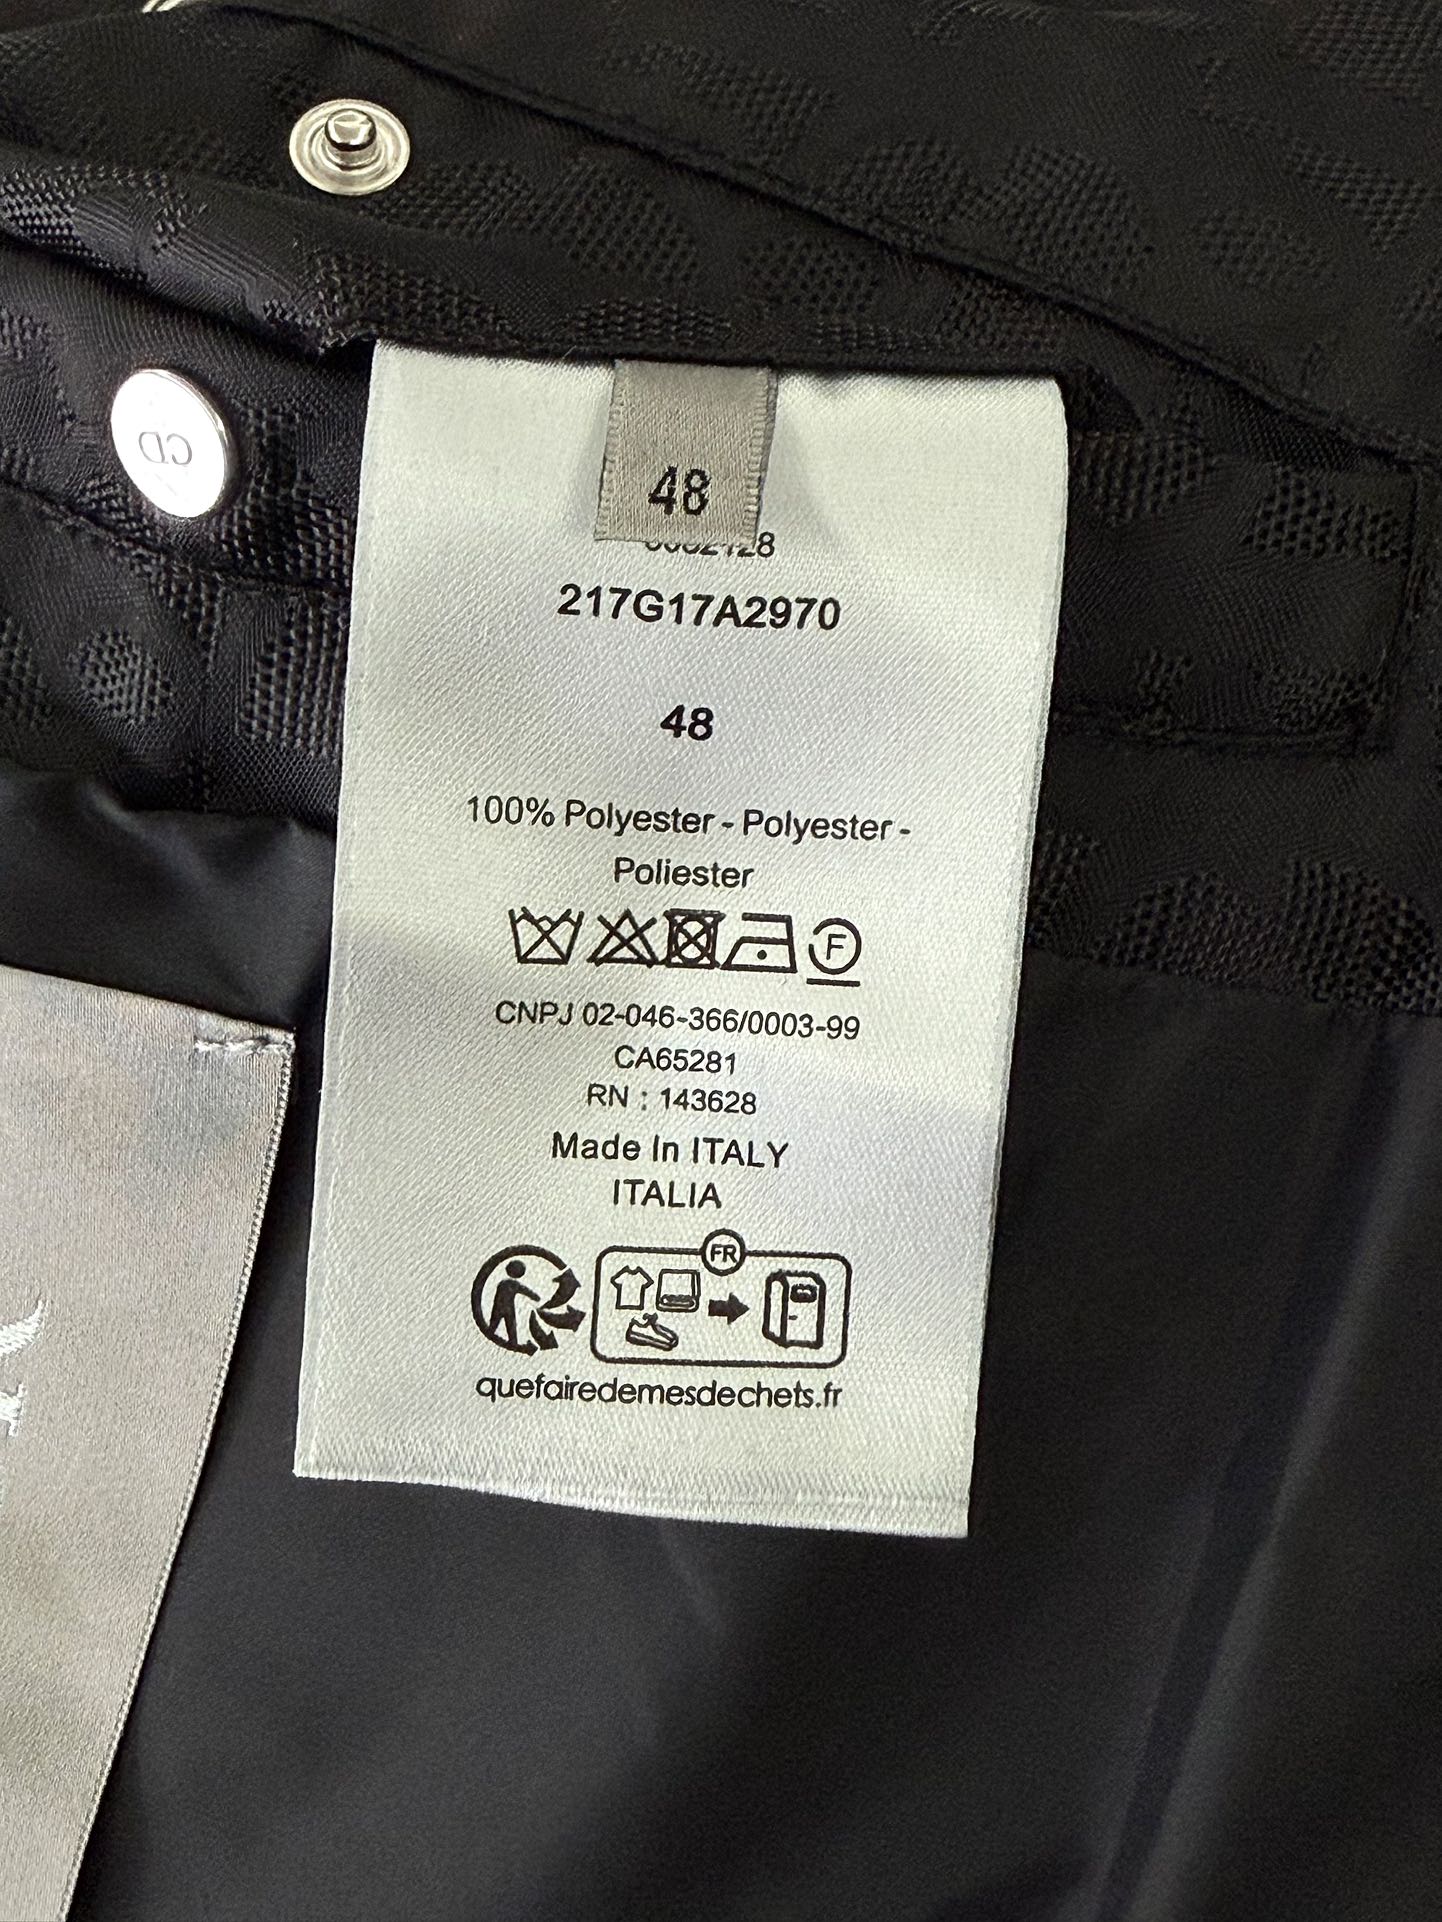 48
217G17A2970
48
100% Polyester - Polyester -
Poliester
F
CNPJ 02-046-366/0003-99
CA65281
RN : 143628
Made In ITALY
ITALIA
FR
quefairedemesdechets.fr
CD